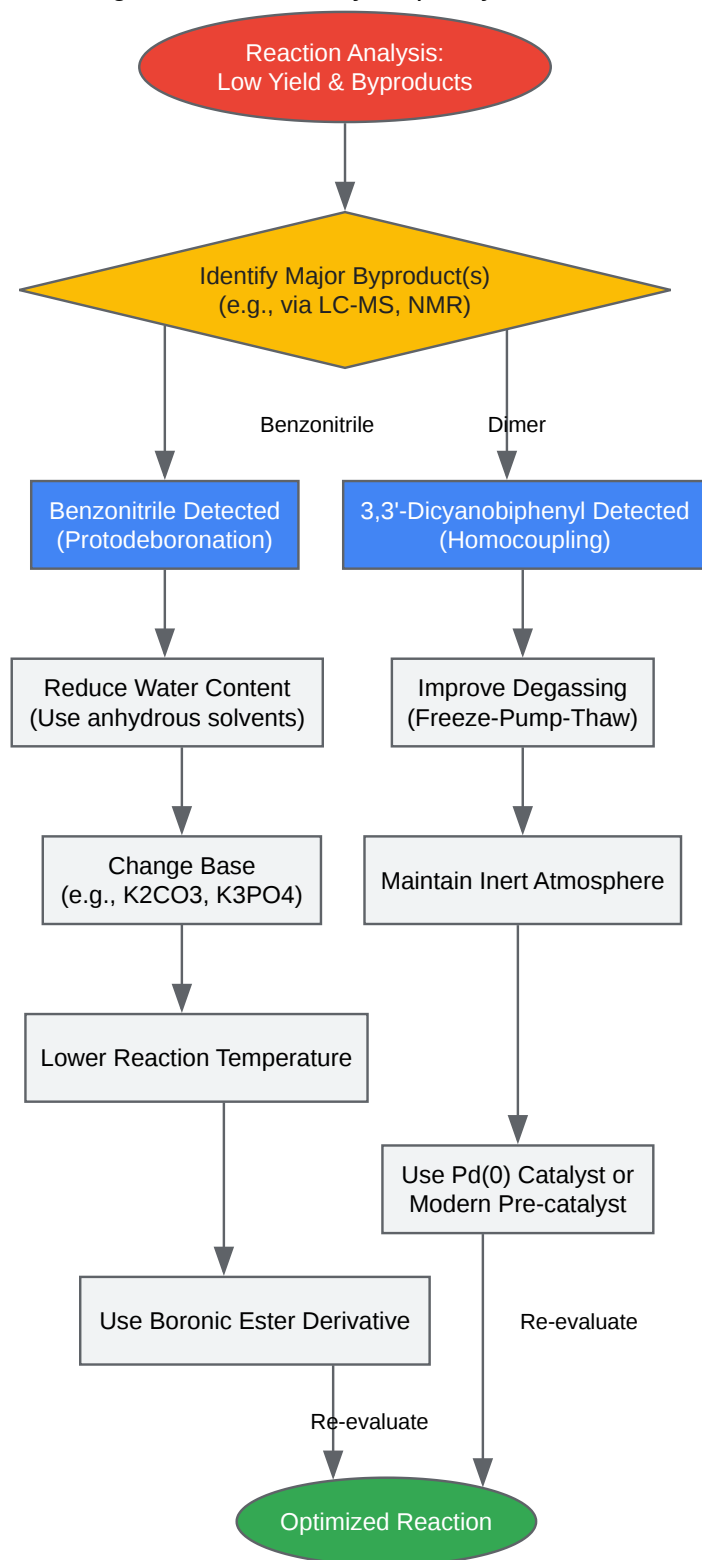 Reaction Analysis:
Low Yield & Byproducts
Identify Major Byproduct(s)
(e.g., via LC-MS, NMR)
Benzonitrile
Dimer
Benzonitrile Detected
(Protodeboronation)
3,3'-Dicyanobiphenyl Detected
(Homocoupling)
Reduce Water Content
(Use anhydrous solvents)
Improve Degassing
(Freeze-Pump-Thaw)
Change Base
(e.g., K2CO3, K3PO4)
Maintain Inert Atmosphere
Lower Reaction Temperature
Use Pd(0) Catalyst or
Modern Pre-catalyst
Use Boronic Ester Derivative
Re-evaluate
Re-evaluate
Optimized Reaction